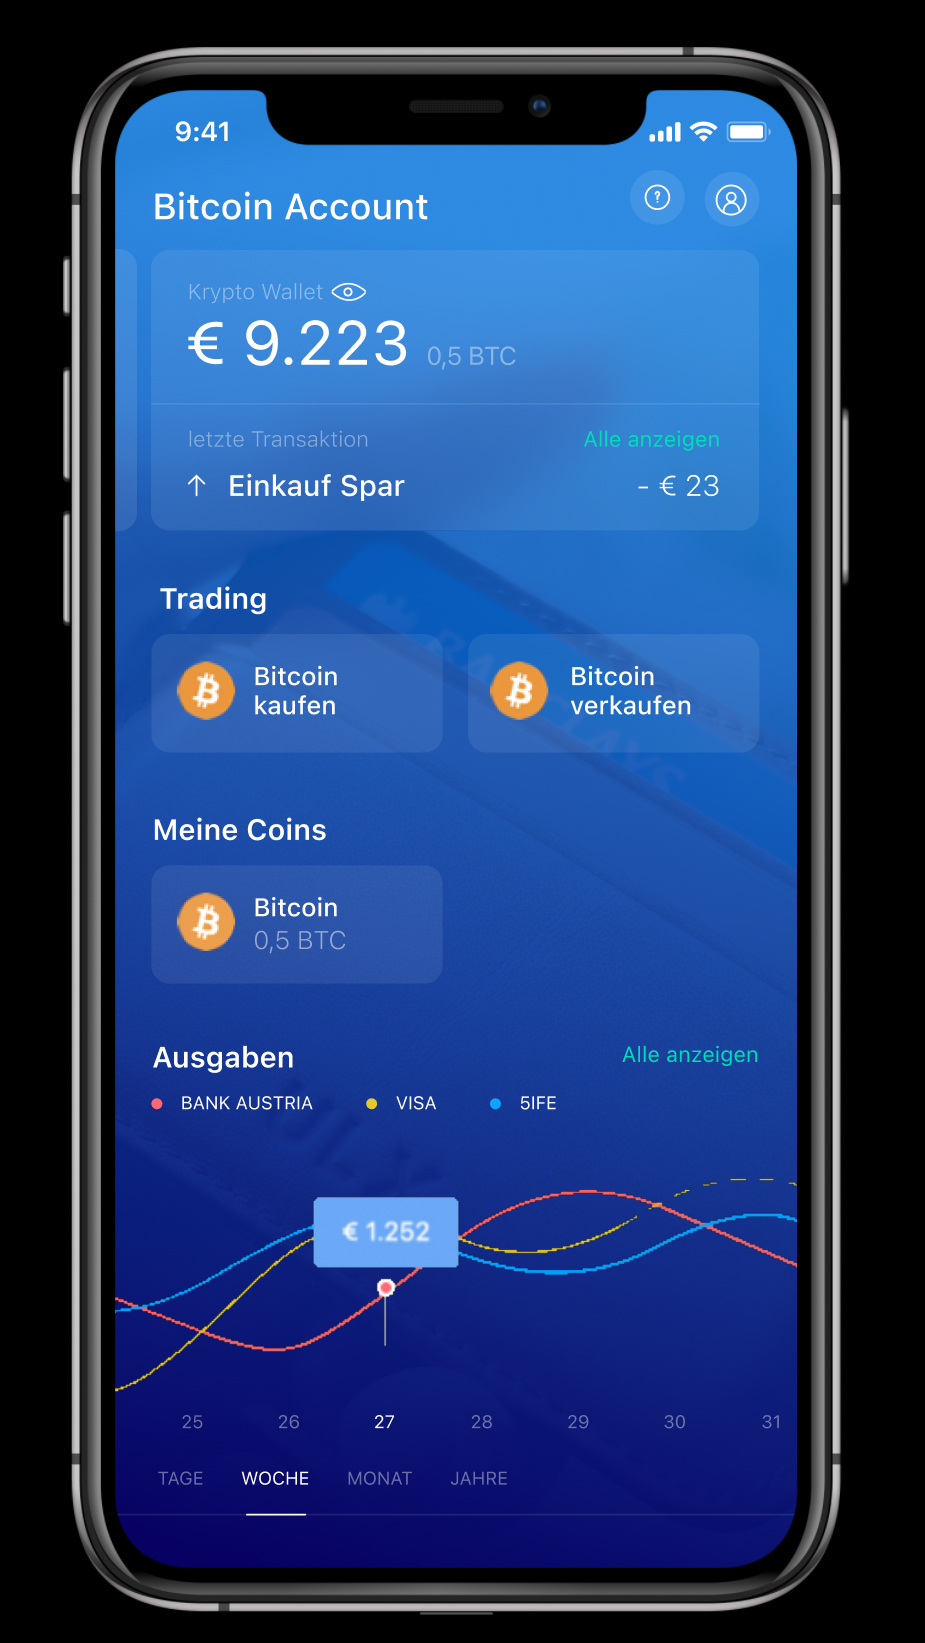 9:41
Bitcoin Account
Krypto Wallet
€ 9.223 0,5 BTC
letzte Transaktion Alle anzeigen
↑ Einkauf Spar - € 23
Trading
Bitcoin
kaufen
Bitcoin
verkaufen
BARCLAYS
Meine Coins
Bitcoin
0,5 BTC
Ausgaben Alle anzeigen
BANK AUSTRIA VISA 5IFE
€ 1.252
25 26 27 28 29 30 31
TAGE WOCHE MONAT JAHRE